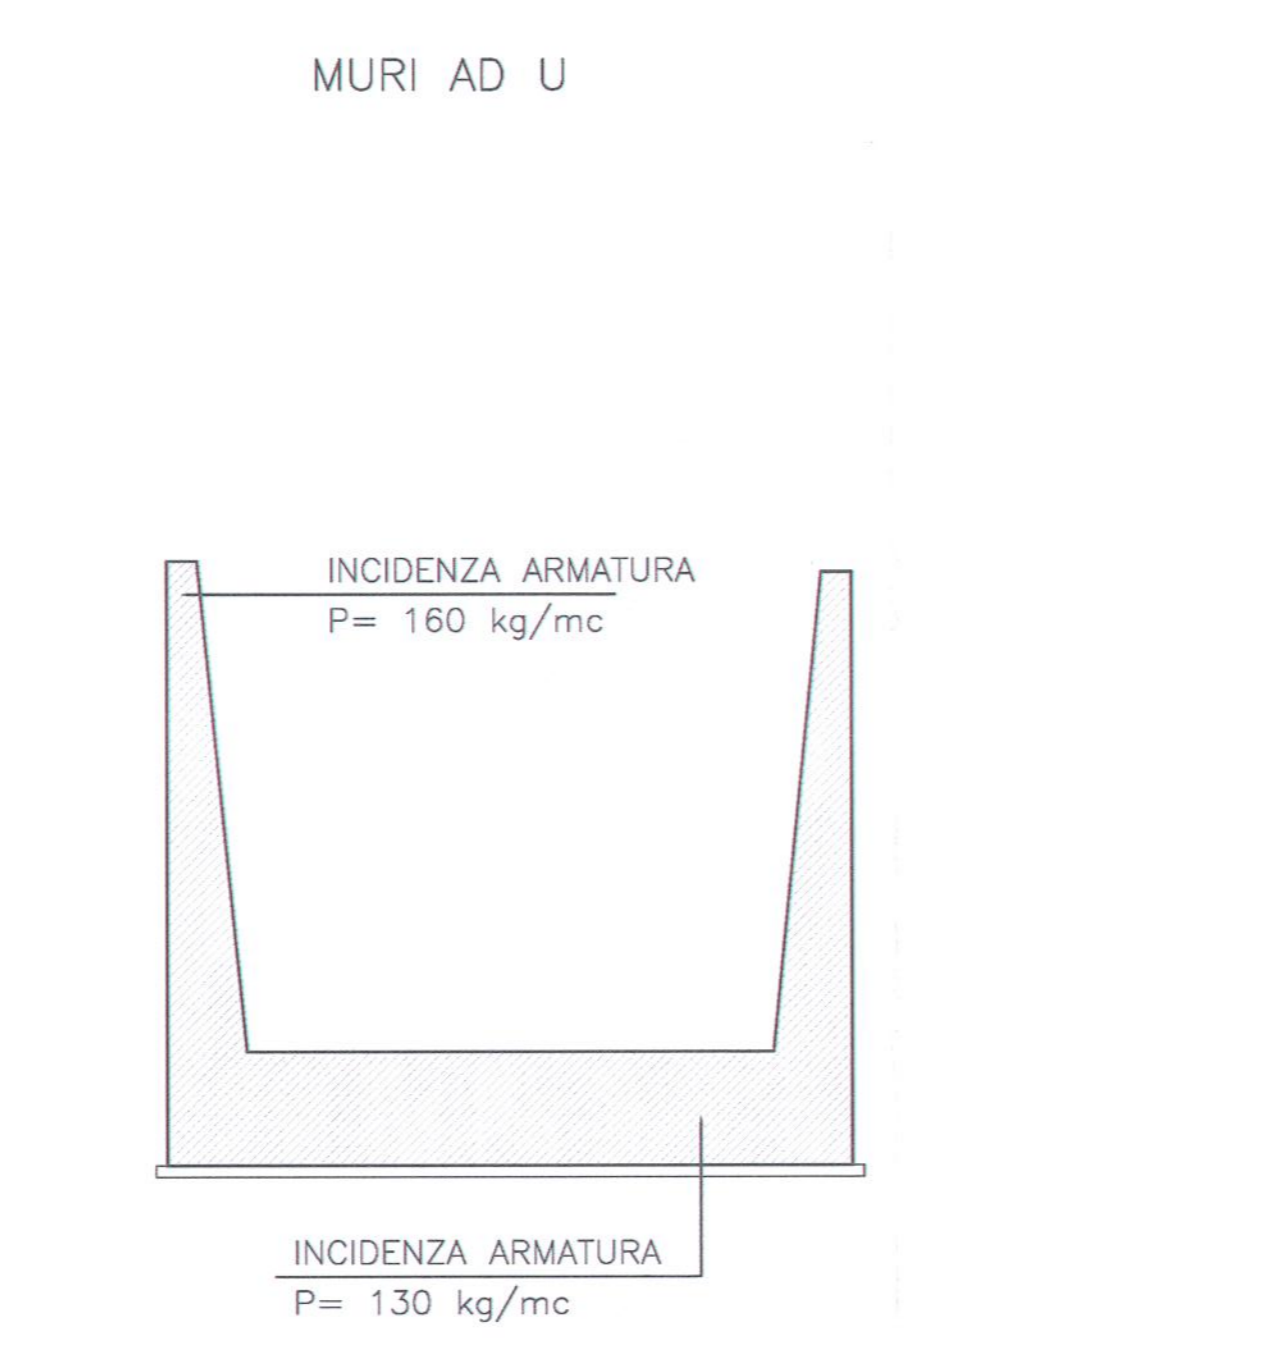 MURI AD U
INCIDENZA ARMATURA
P= 160 kg/mc
INCIDENZA ARMATURA
P= 130 kg/mc